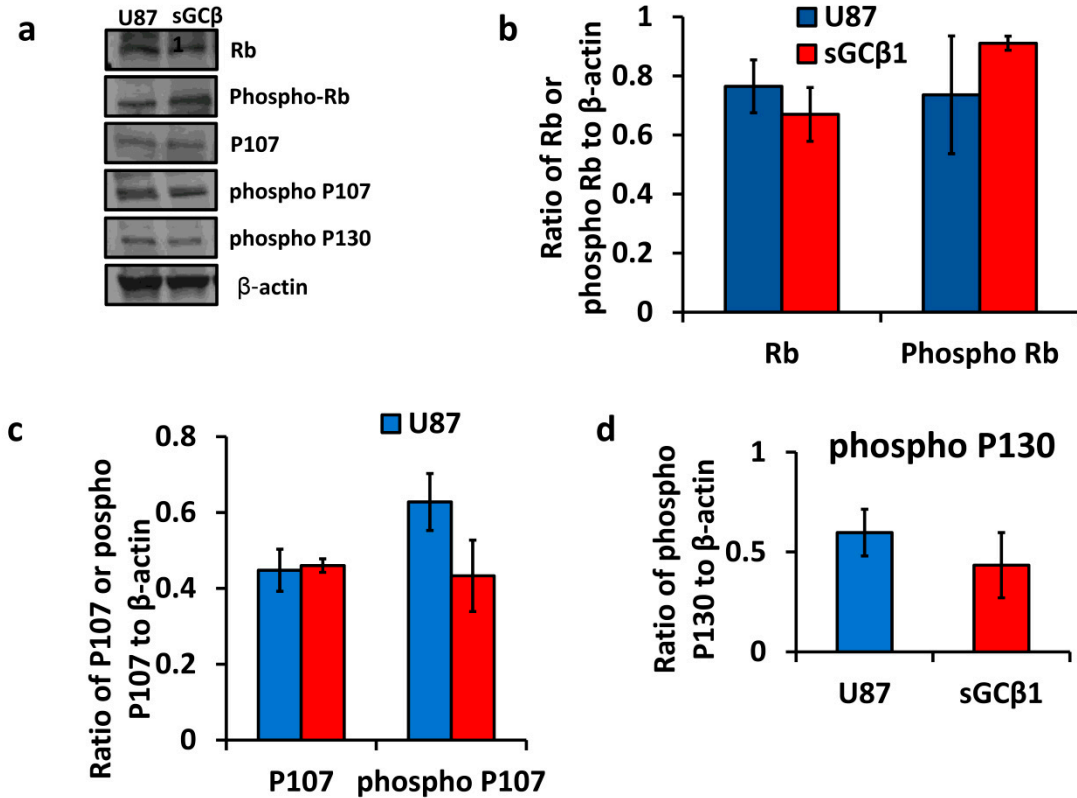 a
U87 sGCβ
1
Rb
Phospho-Rb
P107
phospho P107
phospho P130
β-actin
b
U87
sGCβ1
Ratio of Rb or
phospho Rb to β-actin
1
0.8
0.6
0.4
0.2
0
Rb Phospho Rb
c
U87
Ratio of P107 or pospho
P107 to β-actin
0.8
0.6
0.4
0.2
0
P107 phospho P107
d
phospho P130
Ratio of phospho
P130 to β-actin
1
0.5
0
U87 sGCβ1